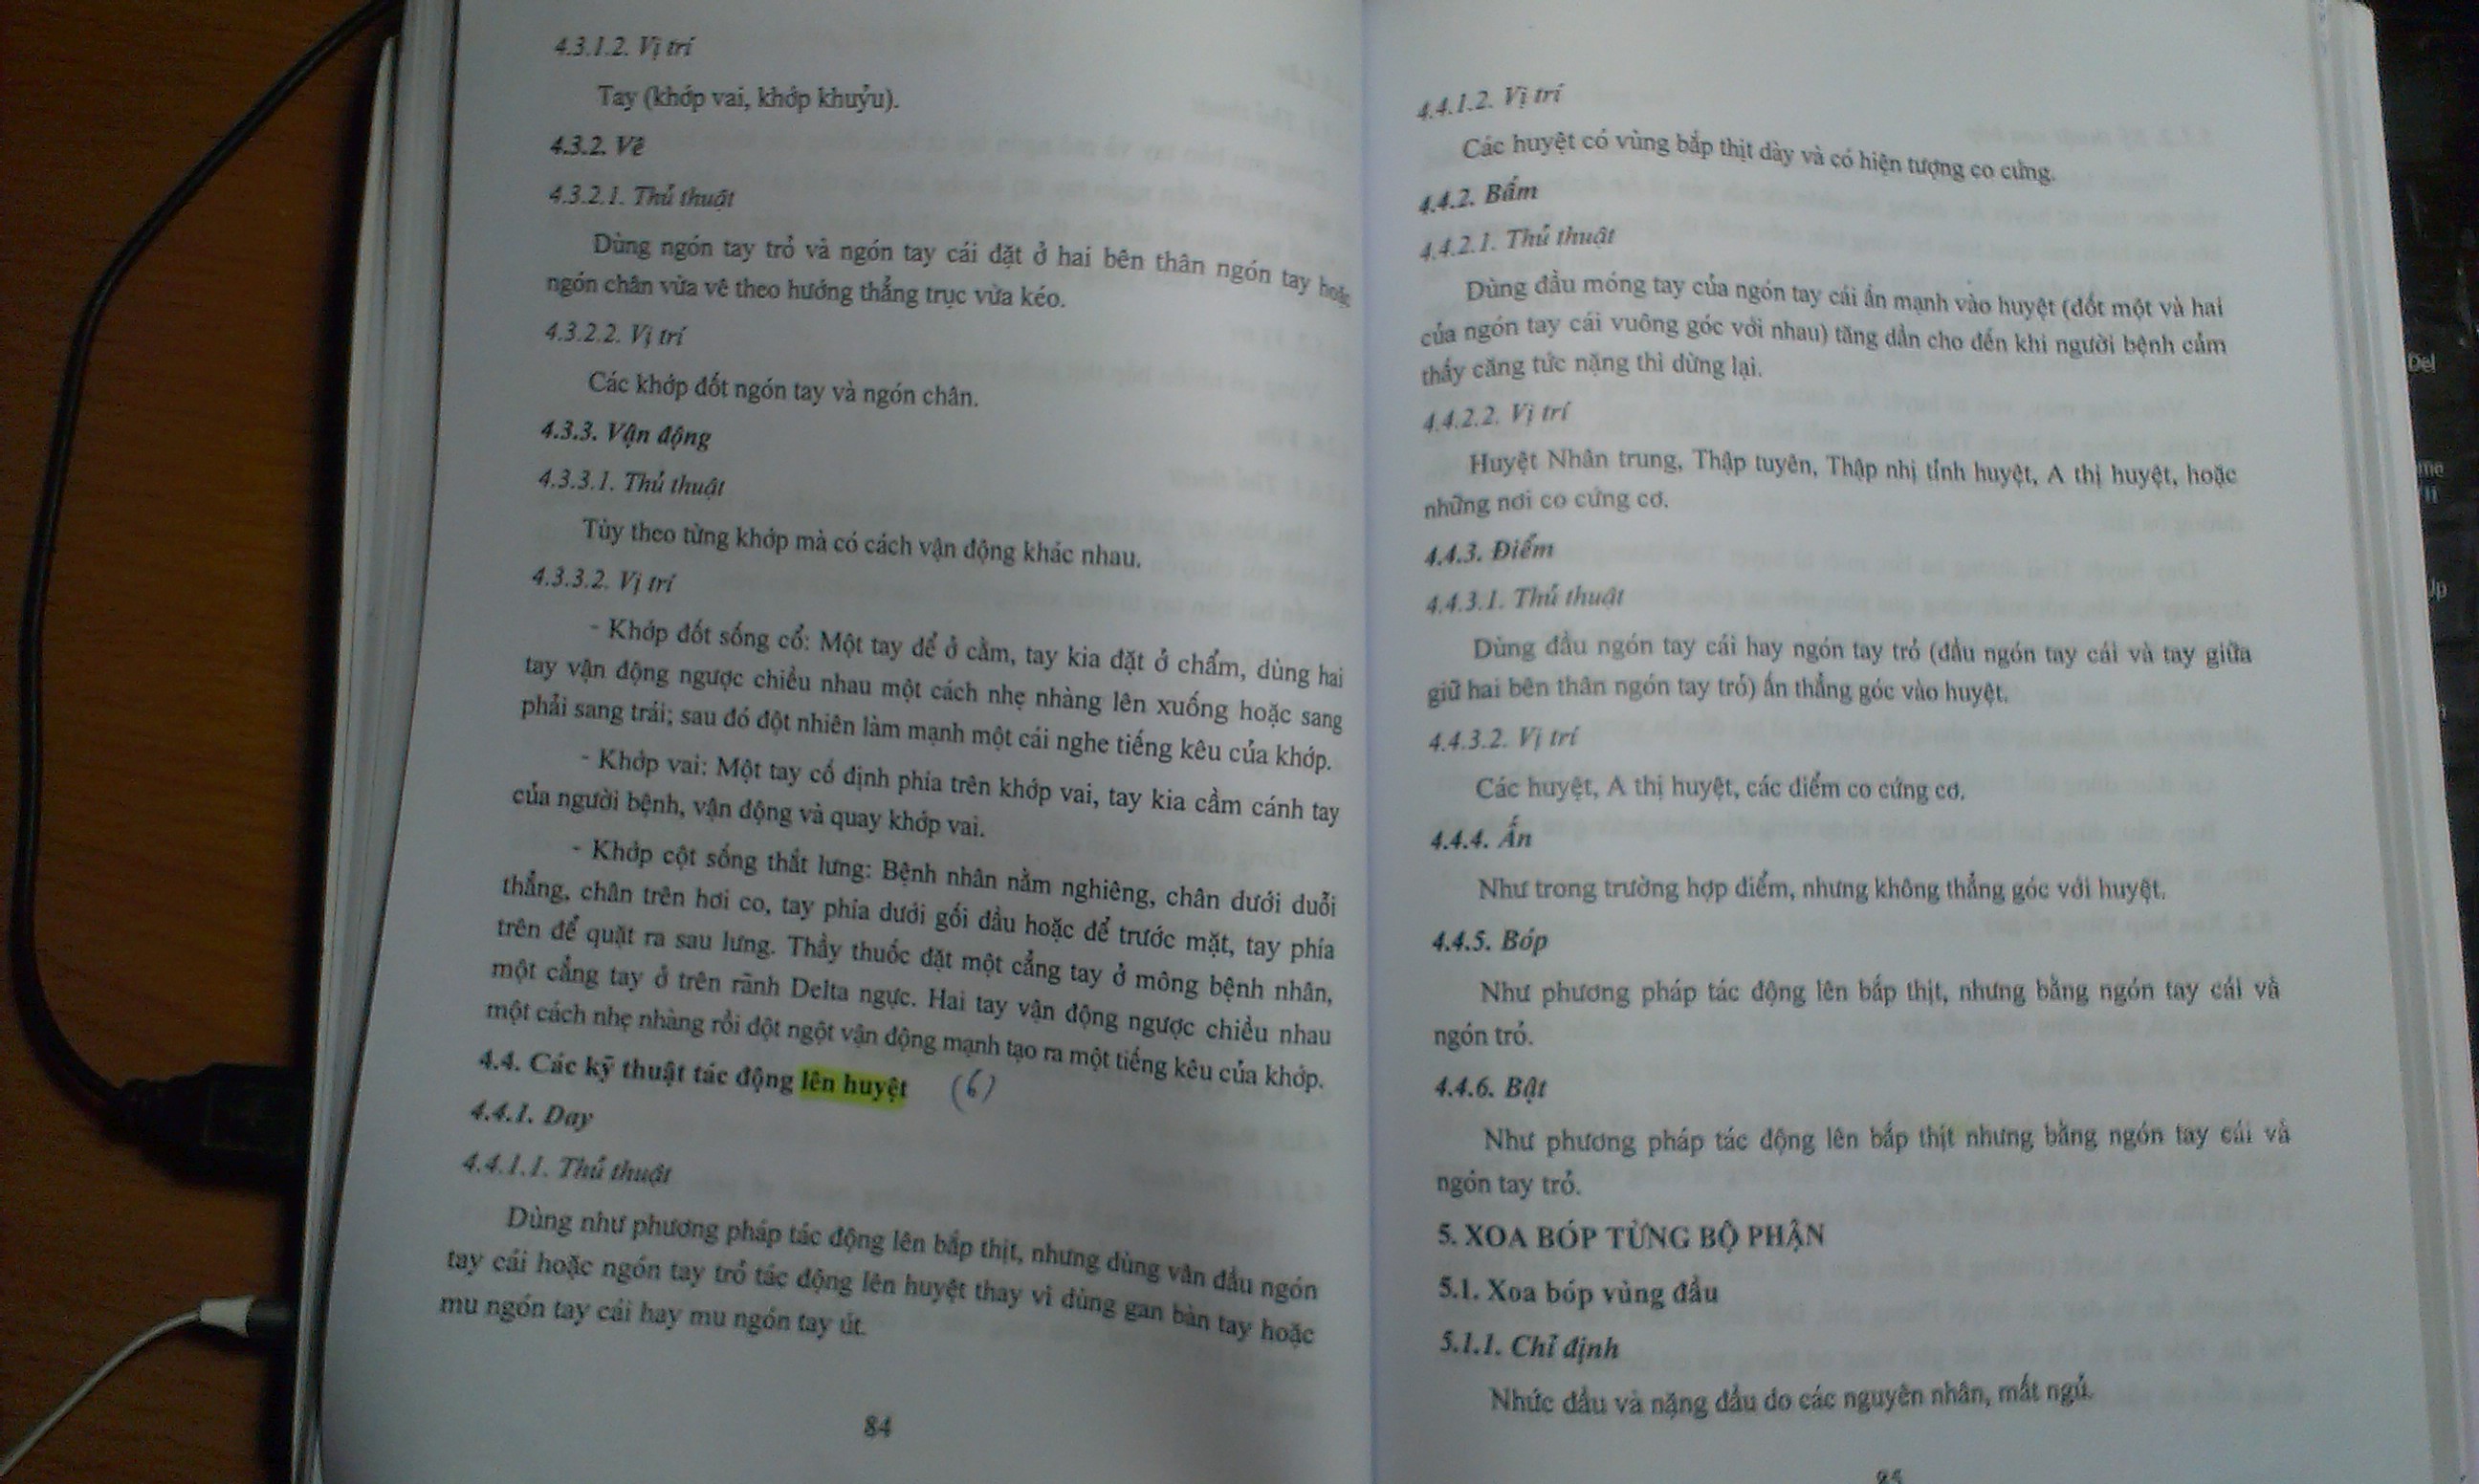 4.3.1.2. Vị trí
Tay (khớp vai, khớp khuỷu).
4.3.2. Vê
4.3.2.1. Thủ thuật
Dùng ngón tay trỏ và ngón tay cái đặt ở hai bên thân ngón tay hoặc
ngón chân vừa vê theo hướng thẳng trục vừa kéo.
4.3.2.2. Vị trí
Các khớp đốt ngón tay và ngón chân.
4.3.3. Vận động
4.3.3.1. Thủ thuật
Tùy theo từng khớp mà có cách vận động khác nhau.
4.3.3.2. Vị trí
- Khớp đốt sống cổ: Một tay để ở cằm, tay kia đặt ở chẩm, dùng hai
tay vận động ngược chiều nhau một cách nhẹ nhàng lên xuống hoặc sang
phải sang trái; sau đó đột nhiên làm mạnh một cái nghe tiếng kêu của khớp.
- Khớp vai: Một tay cố định phía trên khớp vai, tay kia cầm cánh tay
của người bệnh, vận động và quay khớp vai.
- Khớp cột sống thắt lưng: Bệnh nhân nằm nghiêng, chân dưới duỗi
thẳng, chân trên hơi co, tay phía dưới gối đầu hoặc để trước mặt, tay phía
trên để quặt ra sau lưng. Thầy thuốc đặt một cẳng tay ở mông bệnh nhân,
một cẳng tay ở trên rãnh Delta ngực. Hai tay vận động ngược chiều nhau
một cách nhẹ nhàng rồi đột ngột vận động mạnh tạo ra một tiếng kêu của khớp.
4.4. Các kỹ thuật tác động lên huyệt (6)
4.4.1. Day
4.4.1.1. Thủ thuật
Dùng như phương pháp tác động lên bắp thịt, nhưng dùng vân đầu ngón
tay cái hoặc ngón tay trỏ tác động lên huyệt thay vì dùng gan bàn tay hoặc
mu ngón tay cái hay mu ngón tay út.
84
4.4.1.2. Vị trí
Các huyệt có vùng bắp thịt dày và có hiện tượng co cứng.
4.4.2. Bấm
4.4.2.1. Thủ thuật
Dùng đầu móng tay của ngón tay cái ấn mạnh vào huyệt (đốt một và hai
của ngón tay cái vuông góc với nhau) tăng dần cho đến khi người bệnh cảm
thấy căng tức nặng thì dừng lại.
4.4.2.2. Vị trí
Huyệt Nhân trung, Thập tuyên, Thập nhị tỉnh huyệt, A thị huyệt, hoặc
những nơi co cứng cơ.
4.4.3. Điểm
4.4.3.1. Thủ thuật
Dùng đầu ngón tay cái hay ngón tay trỏ (đầu ngón tay cái và tay giữa
giữ hai bên thân ngón tay trỏ) ấn thẳng góc vào huyệt.
4.4.3.2. Vị trí
Các huyệt, A thị huyệt, các điểm co cứng cơ.
4.4.4. Ấn
Như trong trường hợp điểm, nhưng không thẳng góc với huyệt.
4.4.5. Bóp
Như phương pháp tác động lên bắp thịt, nhưng bằng ngón tay cái và
ngón trỏ.
4.4.6. Bật
Như phương pháp tác động lên bắp thịt nhưng bằng ngón tay cái và
ngón tay trỏ.
5. XOA BÓP TỪNG BỘ PHẬN
5.1. Xoa bóp vùng đầu
5.1.1. Chỉ định
Nhức đầu và nặng đầu do các nguyên nhân, mất ngủ.
Del